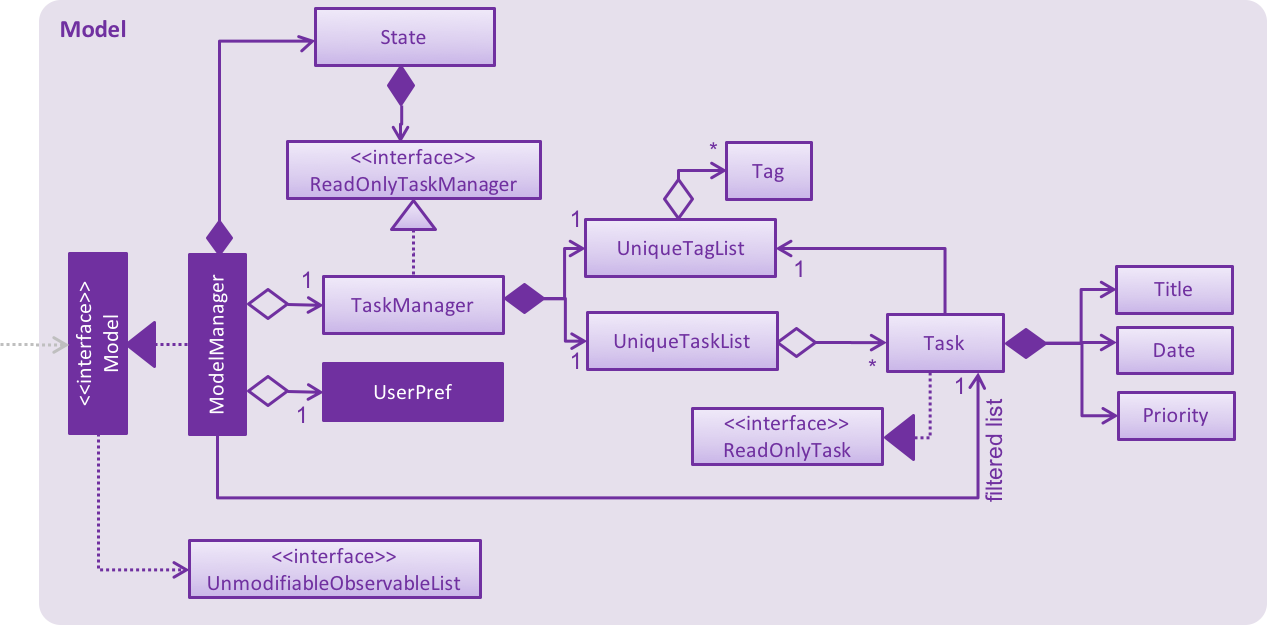 Model
State
<<interface>>
ReadOnlyTaskManager
*
Tag
1
UniqueTagList
1
<<interface>>
Model
ModelManager
1
TaskManager
Title
UniqueTaskList
1
*
Task
Date
1
UserPref
1
filtered list
Priority
<<interface>>
ReadOnlyTask
<<interface>>
UnmodifiableObservableList